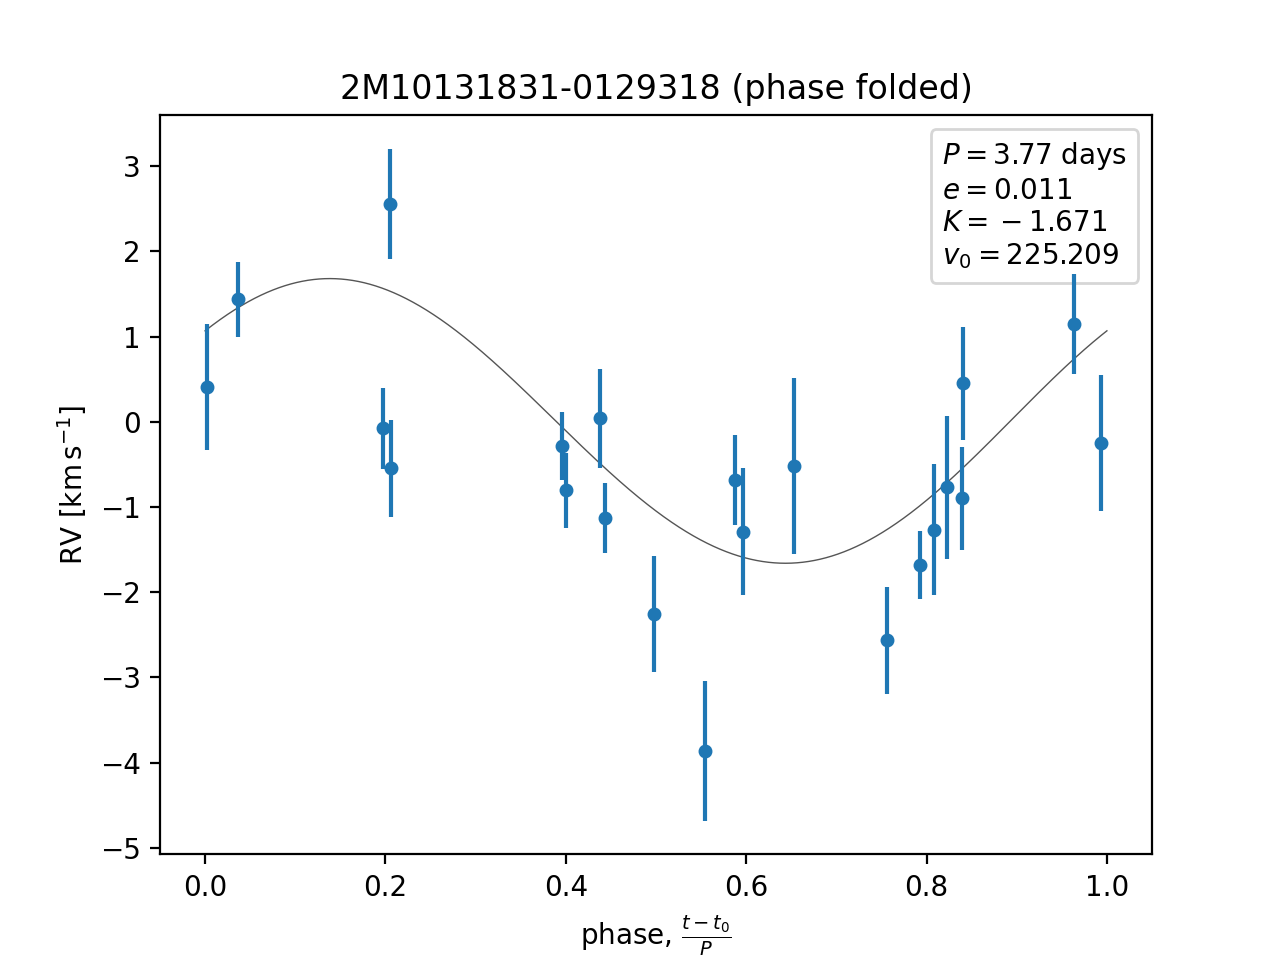 2M10131831-0129318 (phase folded)
P = 3.77 days
e = 0.011
K = −1.671
v₀ = 225.209
RV [km s⁻¹]
3
2
1
0
−1
−2
−3
−4
−5
0.0 0.2 0.4 0.6 0.8 1.0
phase, (t − t₀)/P